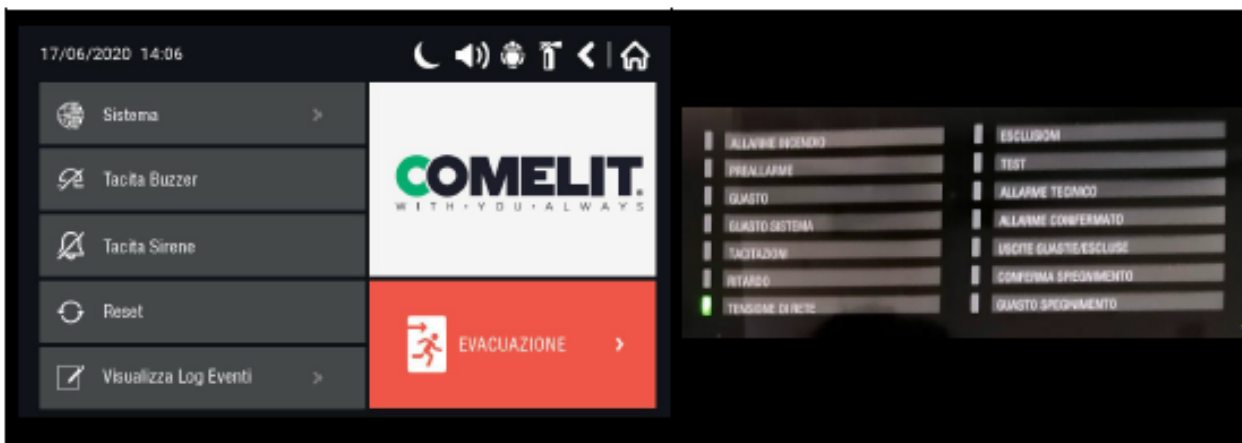 17/06/2020 14:06
Sistema
Tacita Buzzer
Tacita Sirene
Reset
Visualizza Log Eventi
COMELIT
WITH·YOU·ALWAYS
EVACUAZIONE
ALLARME INCENDIO
PREALLARME
GUASTO
GUASTO SISTEMA
TACITAZIONI
RITARDO
TENSIONE DI RETE
ESCLUSIONI
TEST
ALLARME TECNICO
ALLARME CONFERMATO
USCITE GUASTE/ESCLUSE
CONFERMA SPEGNIMENTO
GUASTO SPEGNIMENTO